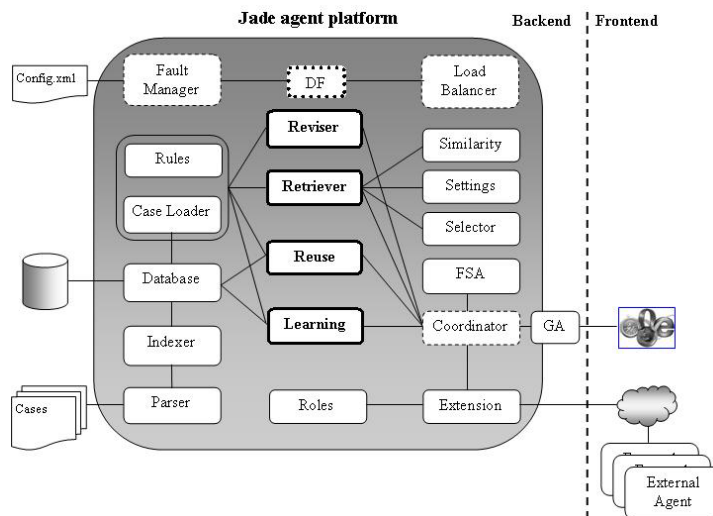 Jade agent platform
Backend
Frontend
Config.xml
Fault
Manager
DF
Load
Balancer
Reviser
Rules
Similarity
Retriever
Settings
Case Loader
Selector
Reuse
Database
FSA
Learning
Coordinator
GA
Indexer
Cases
Parser
Roles
Extension
External
Agent